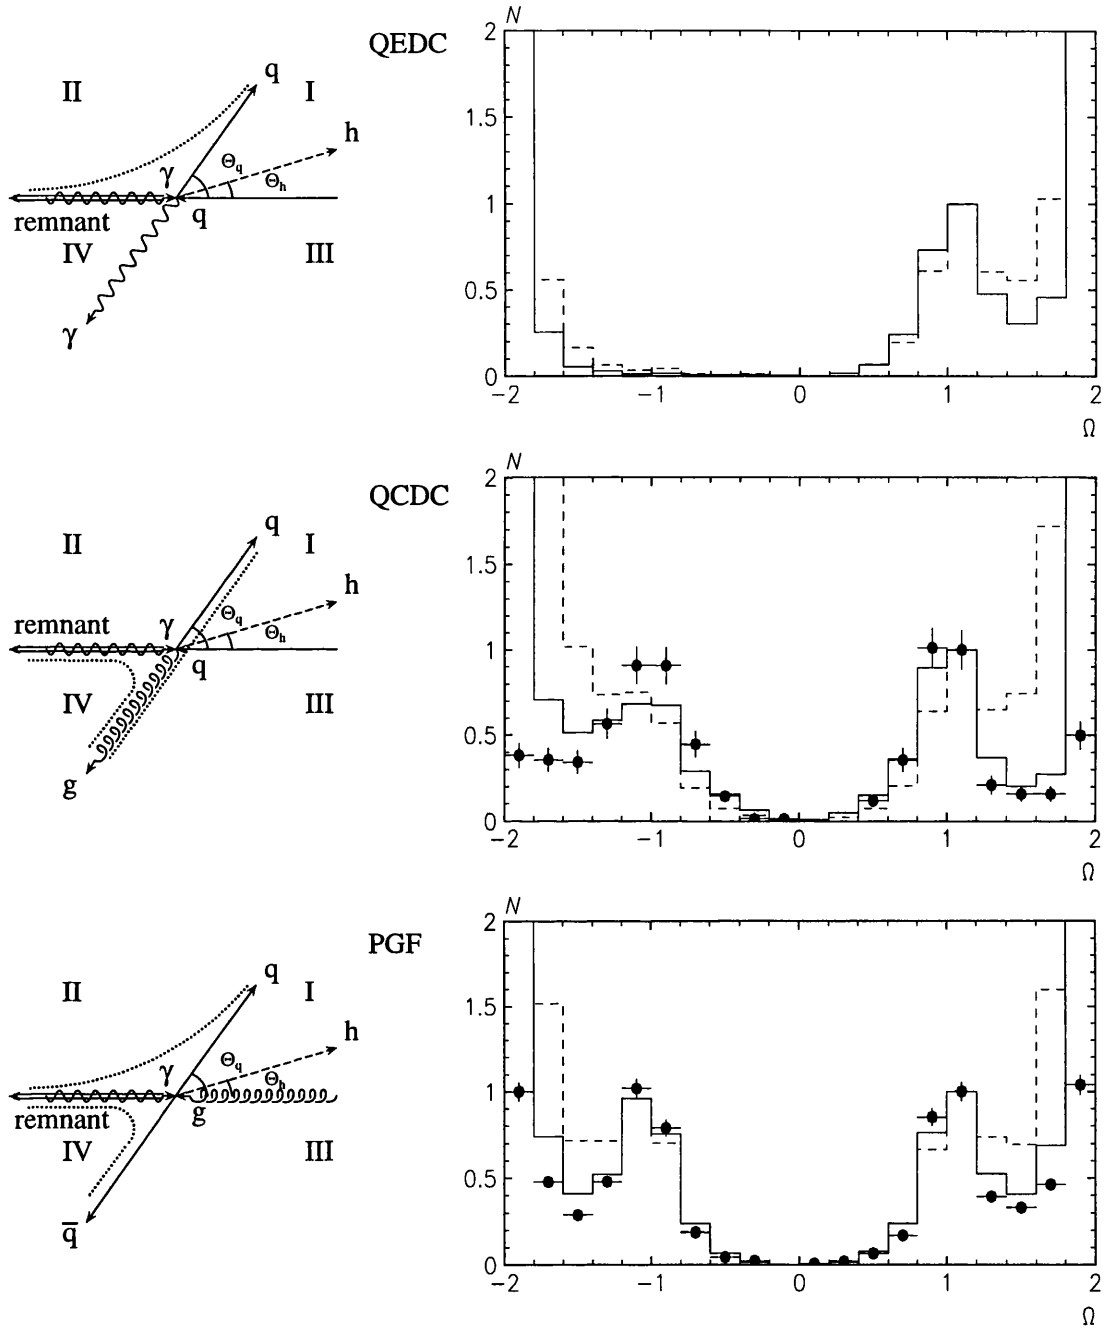 QEDC
II
q
I
h
γ
Θq
Θh
remnant
q
IV
III
γ
N
2
1.5
1
0.5
0
−2
−1
0
1
2
Ω
QCDC
II
q
I
h
remnant
γ
Θq
Θh
q
IV
III
g
N
2
1.5
1
0.5
0
−2
−1
0
1
2
Ω
PGF
II
q
I
h
γ
Θq
Θh
remnant
g
IV
III
q̄
N
2
1.5
1
0.5
0
−2
−1
0
1
2
Ω